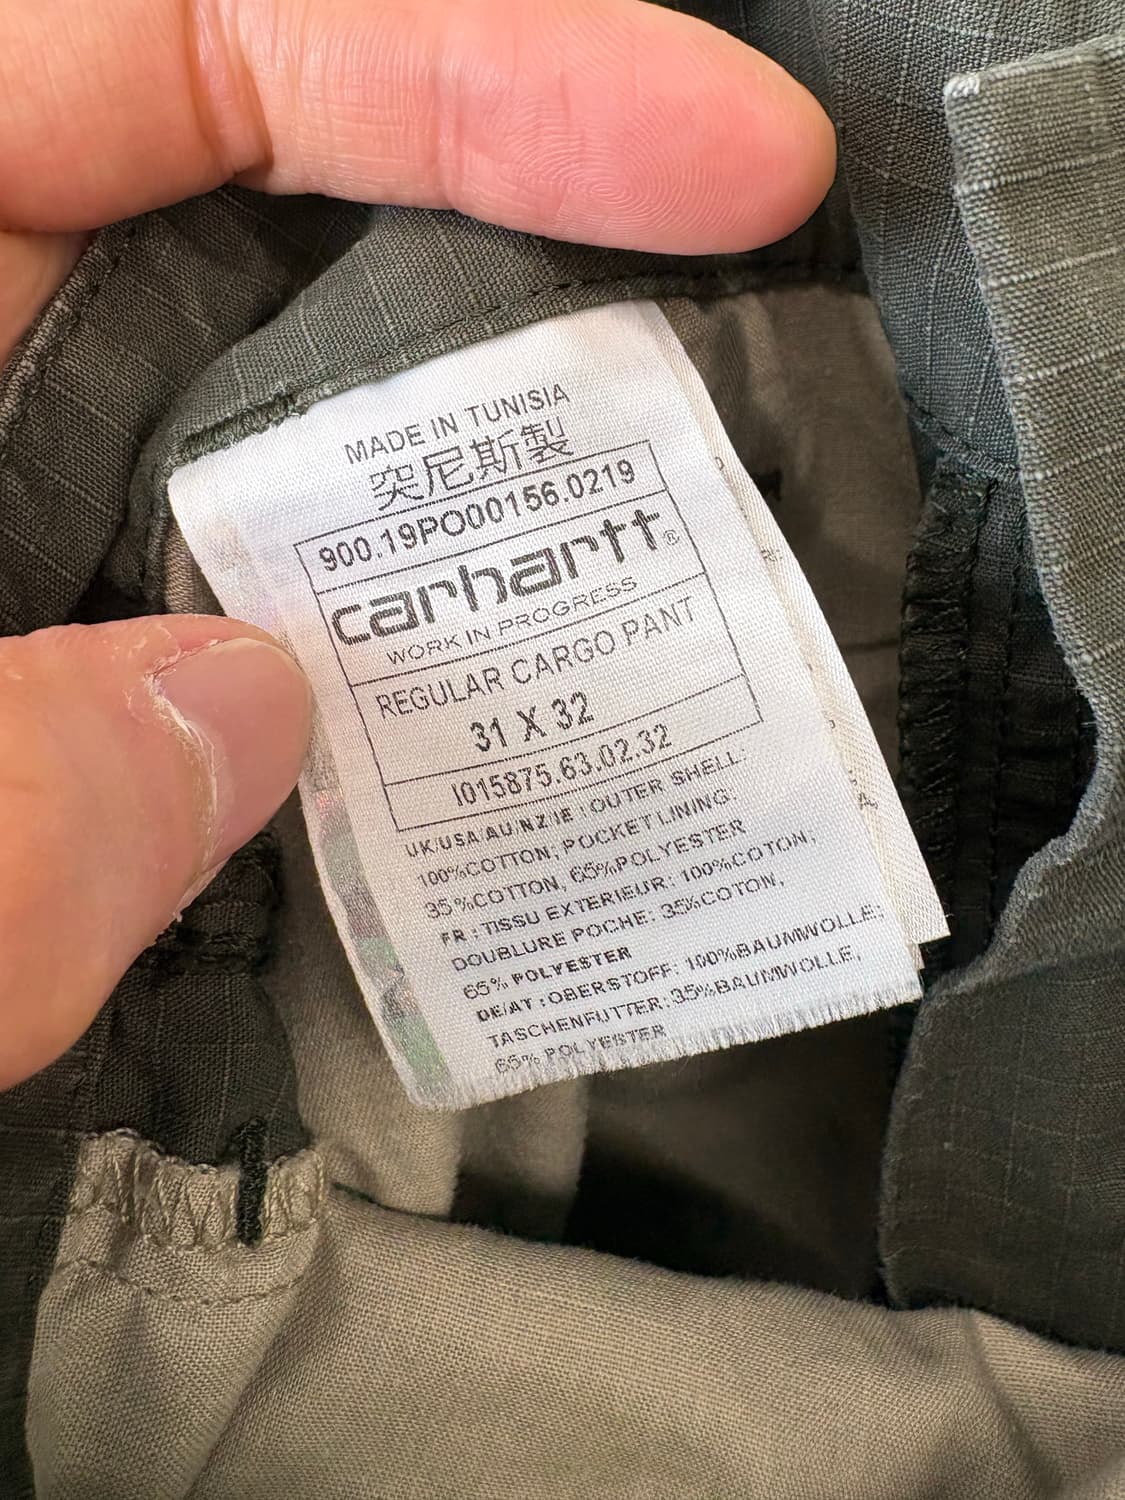 MADE IN TUNISIA
突尼斯製
900.19PO00156.0219
carhartt®
WORK IN PROGRESS
REGULAR CARGO PANT
31 X 32
I015875.63.02.32
UK/USA/AU/NZ/IE : OUTER SHELL:
100%COTTON; POCKET LINING:
35%COTTON, 65%POLYESTER
FR : TISSU EXTERIEUR: 100%COTON;
DOUBLURE POCHE: 35%COTON,
65% POLYESTER
DE/AT : OBERSTOFF: 100%BAUMWOLLE;
TASCHENFUTTER: 35%BAUMWOLLE,
65% POLYESTER